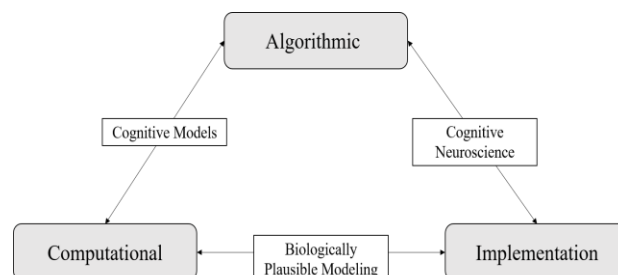 Algorithmic
Cognitive Models
Cognitive
Neuroscience
Computational
Biologically
Plausible Modeling
Implementation